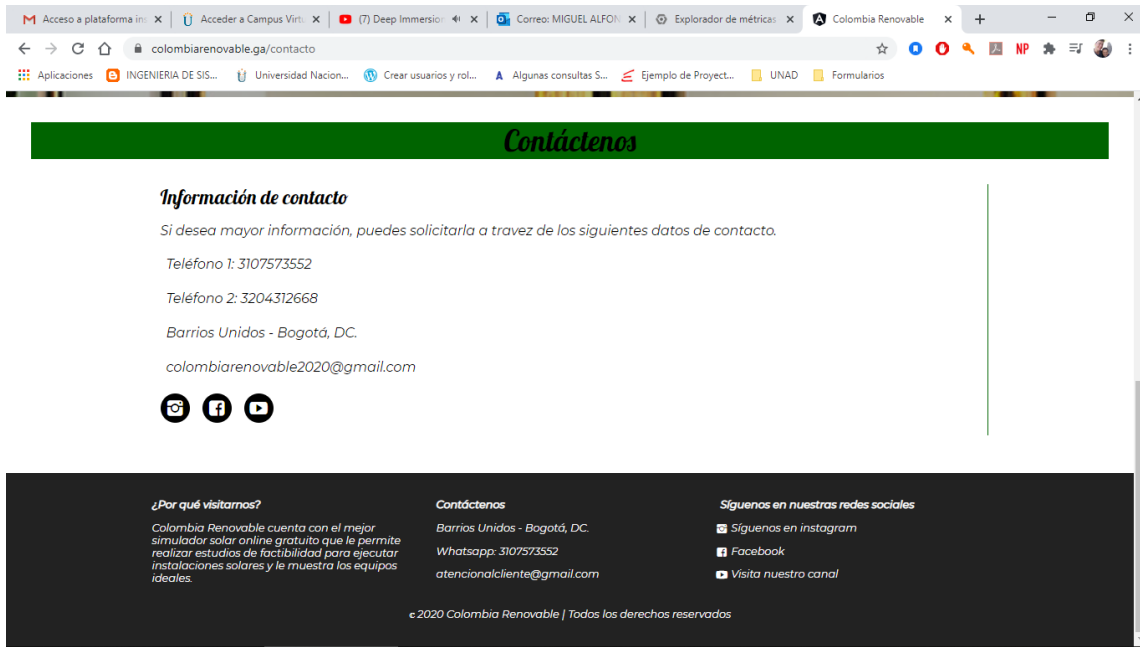 Acceso a plataforma ins
Acceder a Campus Virtu
(7) Deep Immersion
Correo: MIGUEL ALFON
Explorador de métricas
Colombia Renovable
colombiarenovable.ga/contacto
NP
Aplicaciones
INGENIERIA DE SIS...
Universidad Nacion...
Crear usuarios y rol...
Algunas consultas S...
Ejemplo de Proyect...
UNAD
Formularios
Contáctenos
Información de contacto
Si desea mayor información, puedes solicitarla a travez de los siguientes datos de contacto.
Teléfono 1: 3107573552
Teléfono 2: 3204312668
Barrios Unidos - Bogotá, DC.
colombiarenovable2020@gmail.com
¿Por qué visitarnos?
Colombia Renovable cuenta con el mejor
simulador solar online gratuito que le permite
realizar estudios de factibilidad para ejecutar
instalaciones solares y le muestra los equipos
ideales.
Contáctenos
Barrios Unidos - Bogotá, DC.
Whatsapp: 3107573552
atencionalcliente@gmail.com
Síguenos en nuestras redes sociales
Síguenos en instagram
Facebook
Visita nuestro canal
c 2020 Colombia Renovable | Todos los derechos reservados